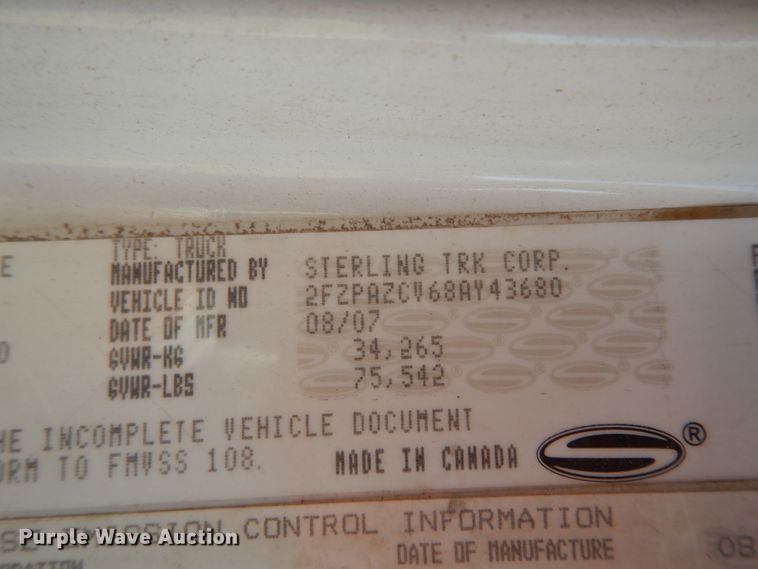 TYPE: TRUCK
MANUFACTURED BY STERLING TRK CORP.
VEHICLE ID NO 2FZPAZCV68AY43680
DATE OF MFR 08/07
GVWR-KG 34,265
GVWR-LBS 75,542
HE INCOMPLETE VEHICLE DOCUMENT
ORM TO FMVSS 108. MADE IN CANADA ®
EMISSION CONTROL INFORMATION
DATE OF MANUFACTURE 08
Purple Wave Auction